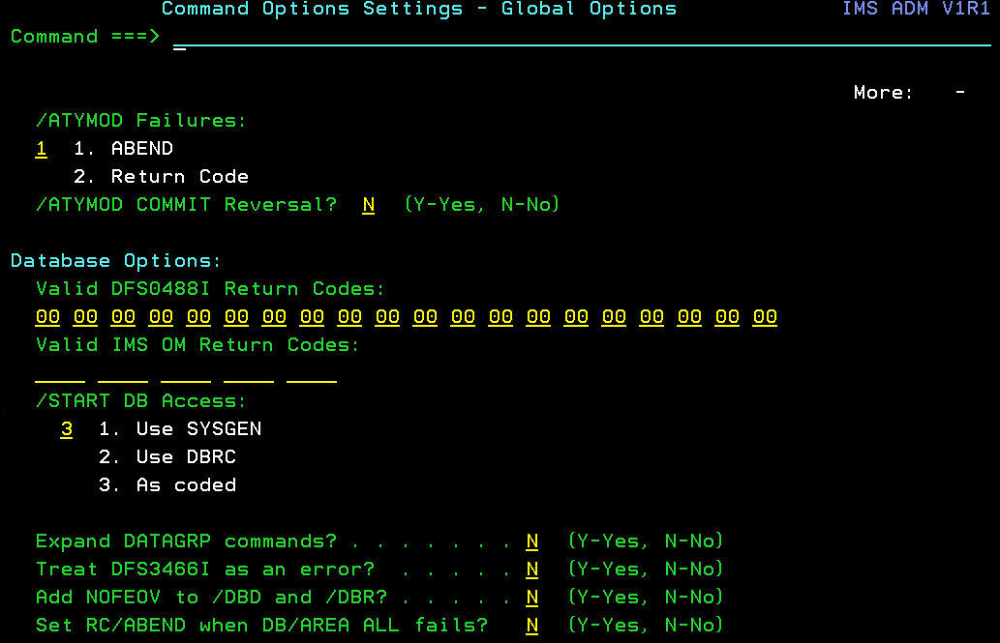 Command Options Settings - Global Options IMS ADM V1R1
Command ===> _
More: -
/ATYMOD Failures:
1 1. ABEND
2. Return Code
/ATYMOD COMMIT Reversal? N (Y-Yes, N-No)
Database Options:
Valid DFS0488I Return Codes:
00 00 00 00 00 00 00 00 00 00 00 00 00 00 00 00 00 00 00 00
Valid IMS OM Return Codes:
____ ____ ____ ____ ____
/START DB Access:
3 1. Use SYSGEN
2. Use DBRC
3. As coded
Expand DATAGRP commands? . . . . . . . N (Y-Yes, N-No)
Treat DFS3466I as an error? . . . . . N (Y-Yes, N-No)
Add NOFEOV to /DBD and /DBR? . . . . . N (Y-Yes, N-No)
Set RC/ABEND when DB/AREA ALL fails? N (Y-Yes, N-No)